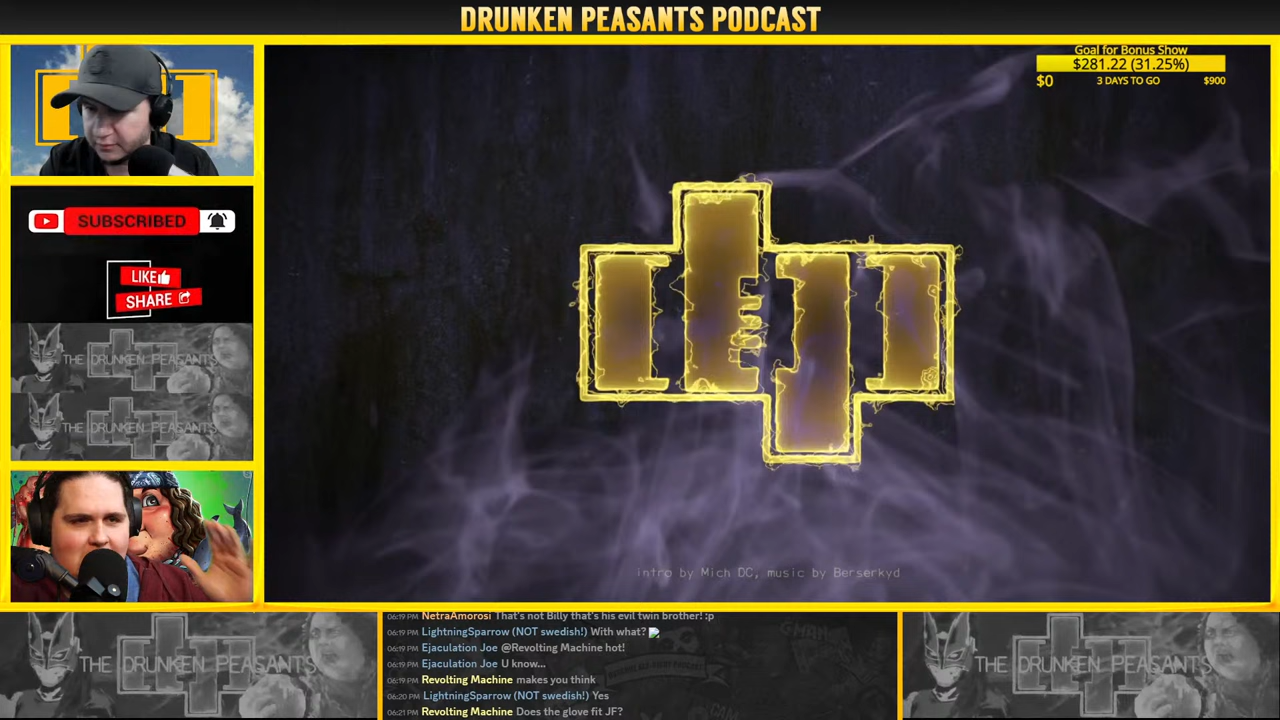 DRUNKEN PEASANTS PODCAST
Goal for Bonus Show
$281.22 (31.25%)
$0 3 DAYS TO GO $900
SUBSCRIBED
LIKE
SHARE
THE DRUNKEN PEASANTS
THE DRUNKEN PEASANTS
intro by Mich DC, music by Berserkyd
06:19 PM NetraAmorosi That's not Billy that's his evil twin brother! :p
06:19 PM LightningSparrow (NOT swedish!) With what?
06:19 PM Ejaculation Joe @Revolting Machine hot!
06:19 PM Ejaculation Joe U know...
06:19 PM Revolting Machine makes you think
06:20 PM LightningSparrow (NOT swedish!) Yes
06:21 PM Revolting Machine Does the glove fit JF?
THE DRUNKEN PEASANTS
THE DRUNKEN PEASANTS